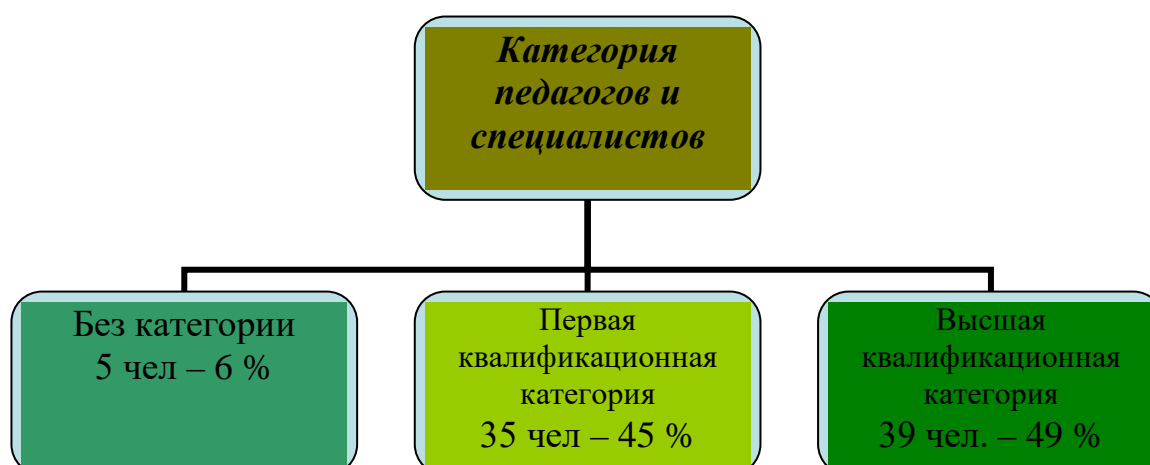 Категория
педагогов и
специалистов
Без категории
5 чел – 6 %
Первая
квалификационная
категория
35 чел – 45 %
Высшая
квалификационная
категория
39 чел. – 49 %